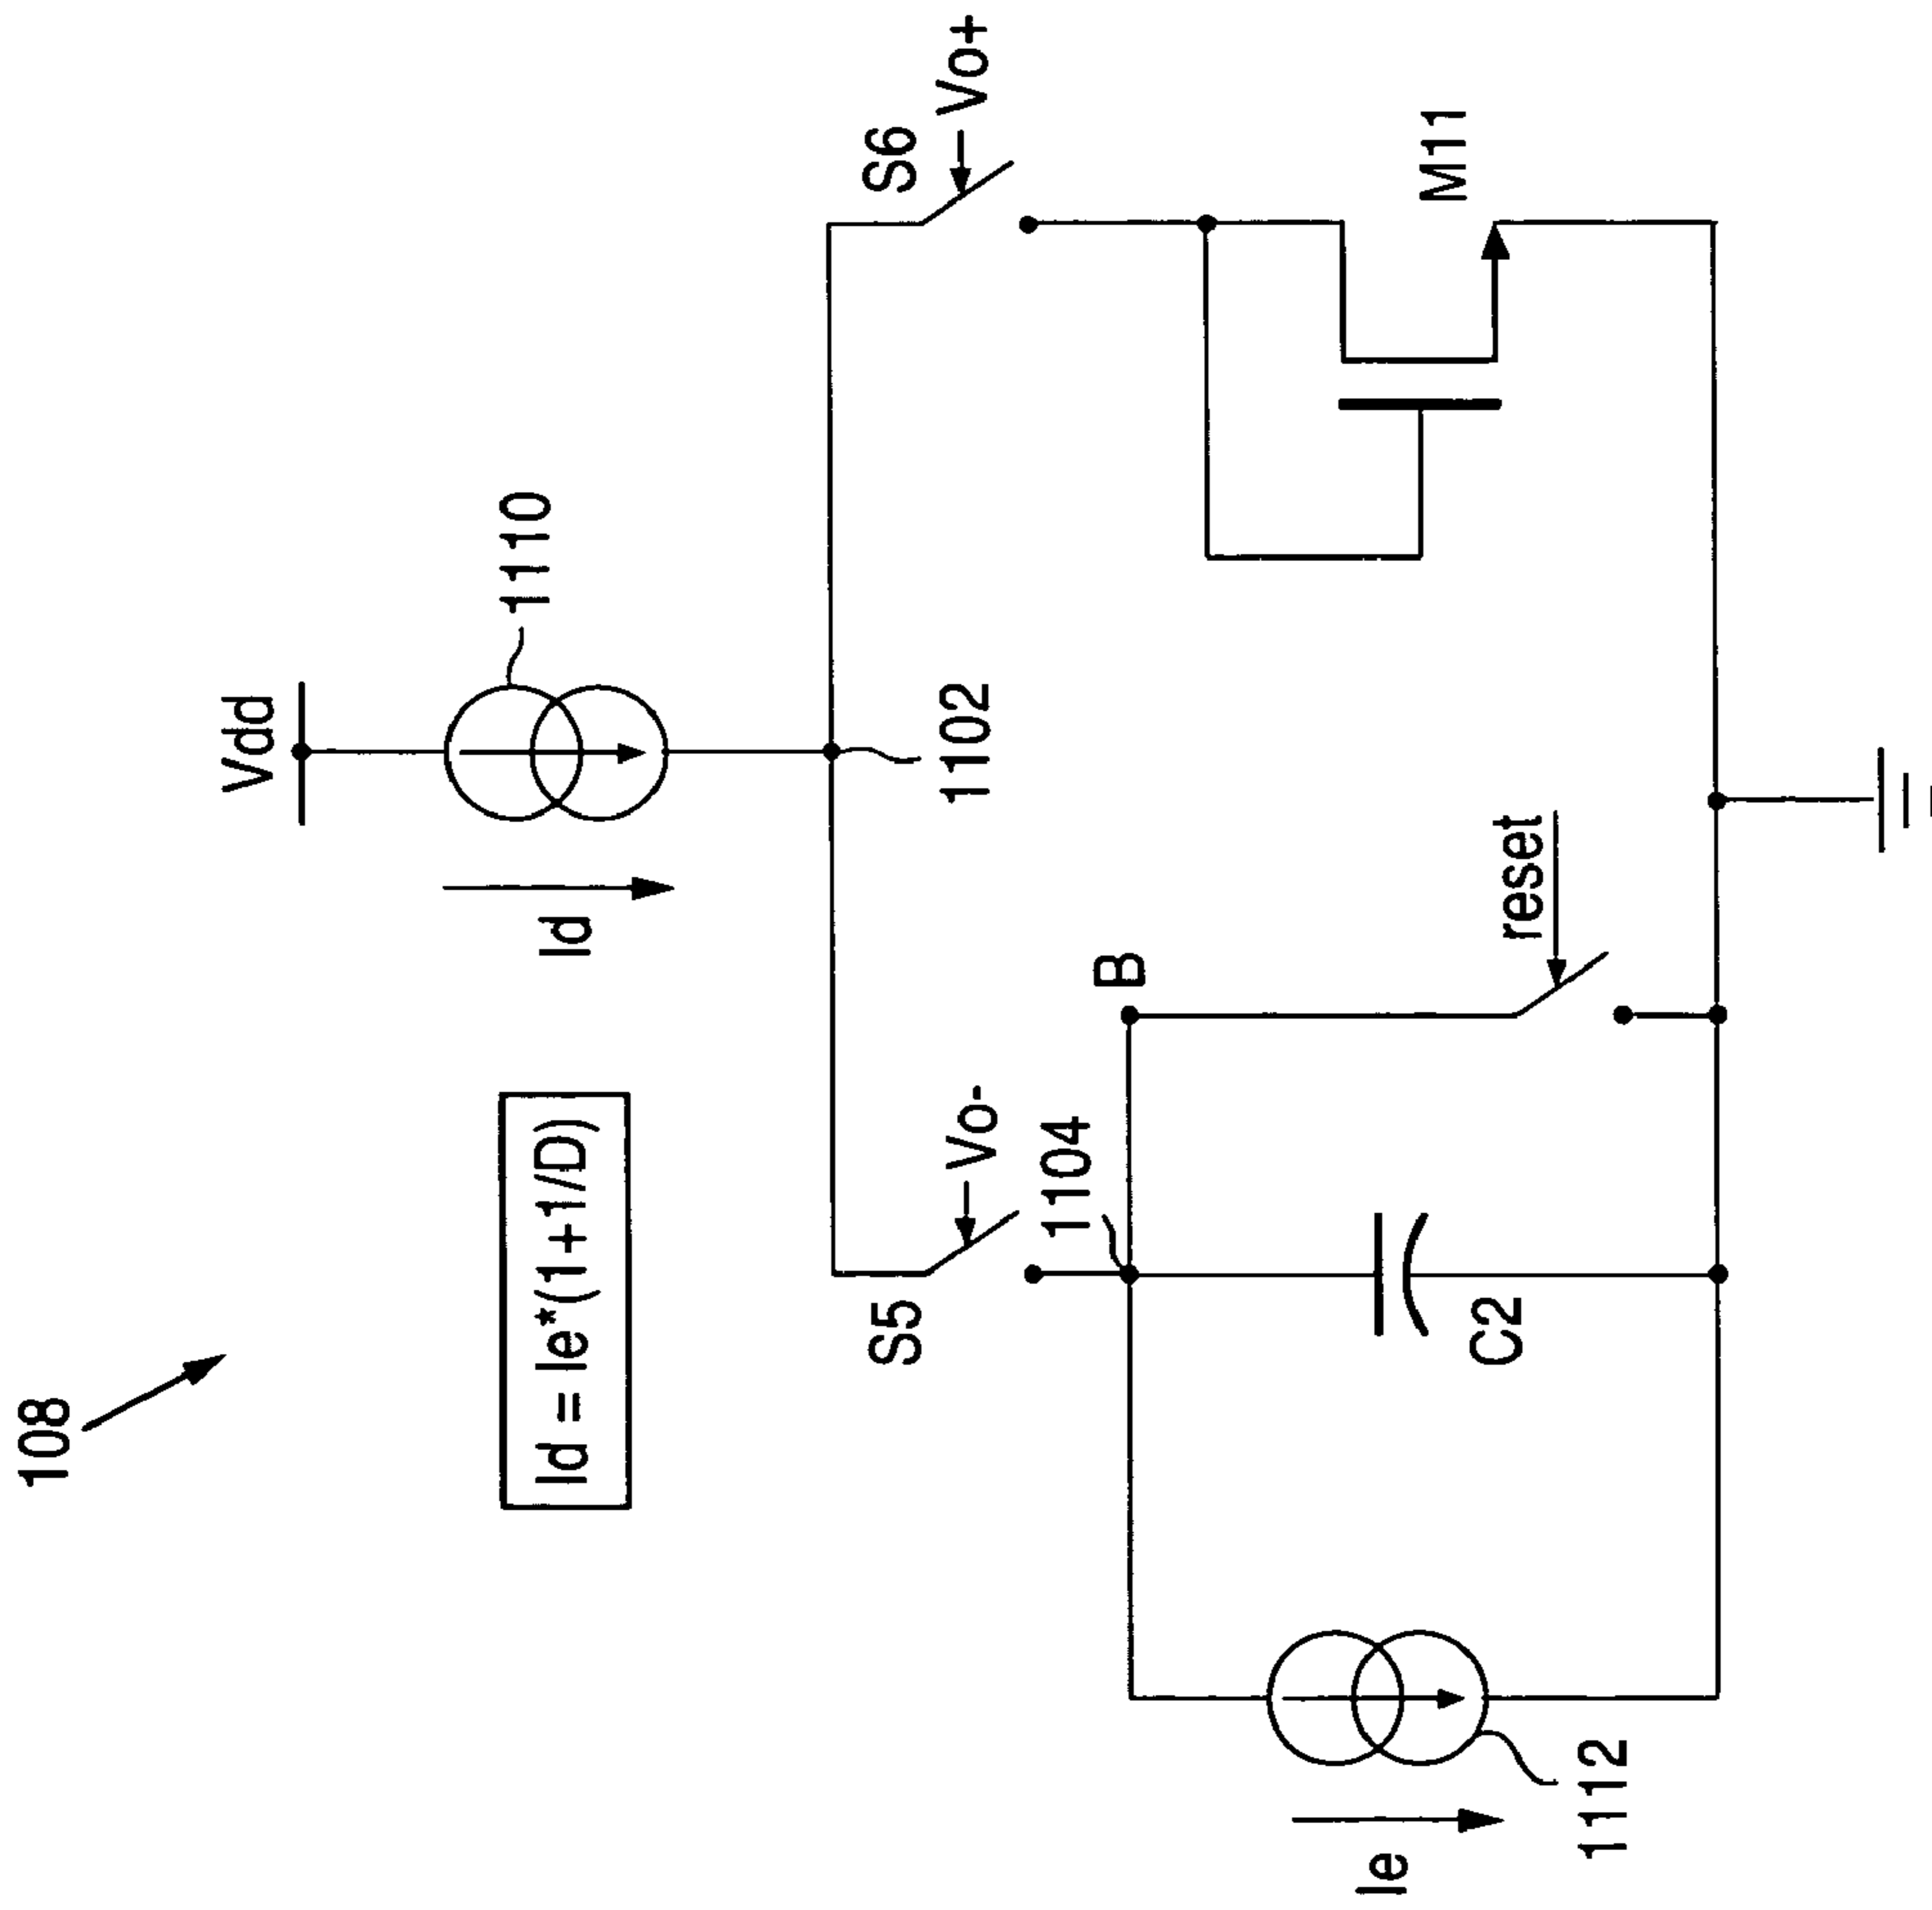 108
Vdd
Id = Ie*(1+1/D)
Id
1110
1102
S5
Vo-
S6
Vo+
1104
B
Ie
1112
C2
reset
M11